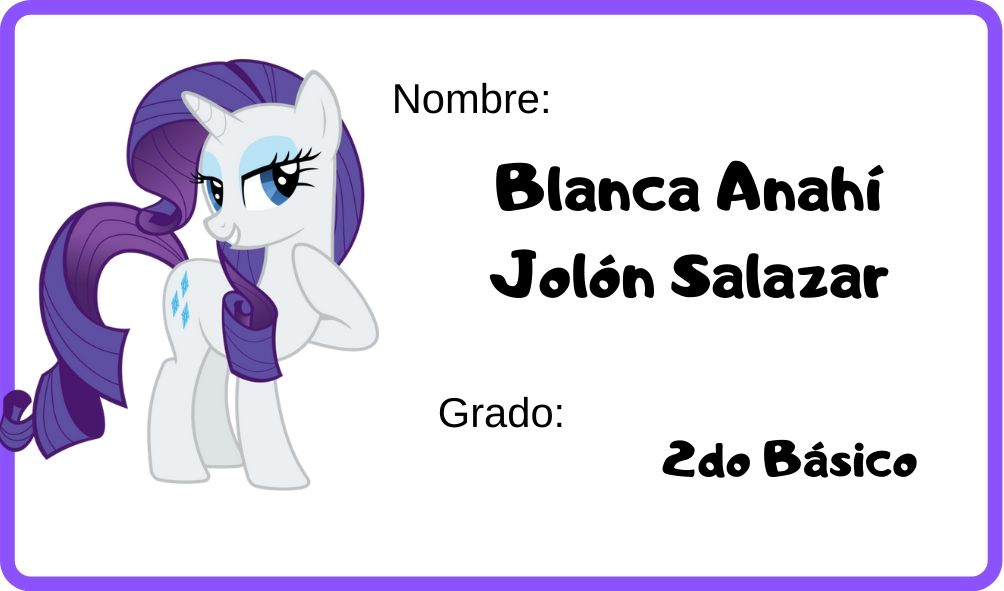 Nombre:
Blanca Anahí
Jolón Salazar
Grado:
2do Básico